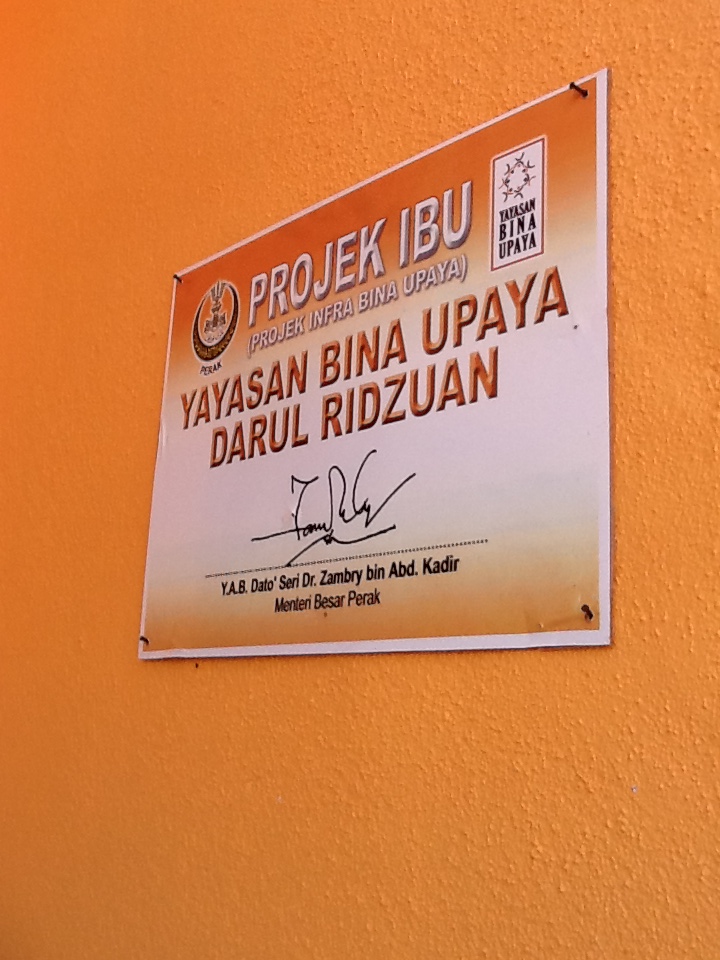 PROJEK IBU
(PROJEK INFRA BINA UPAYA)
PERAK
YAYASAN
BINA
UPAYA
YAYASAN BINA UPAYA
DARUL RIDZUAN
Y.A.B. Dato' Seri Dr. Zambry bin Abd. Kadir
Menteri Besar Perak